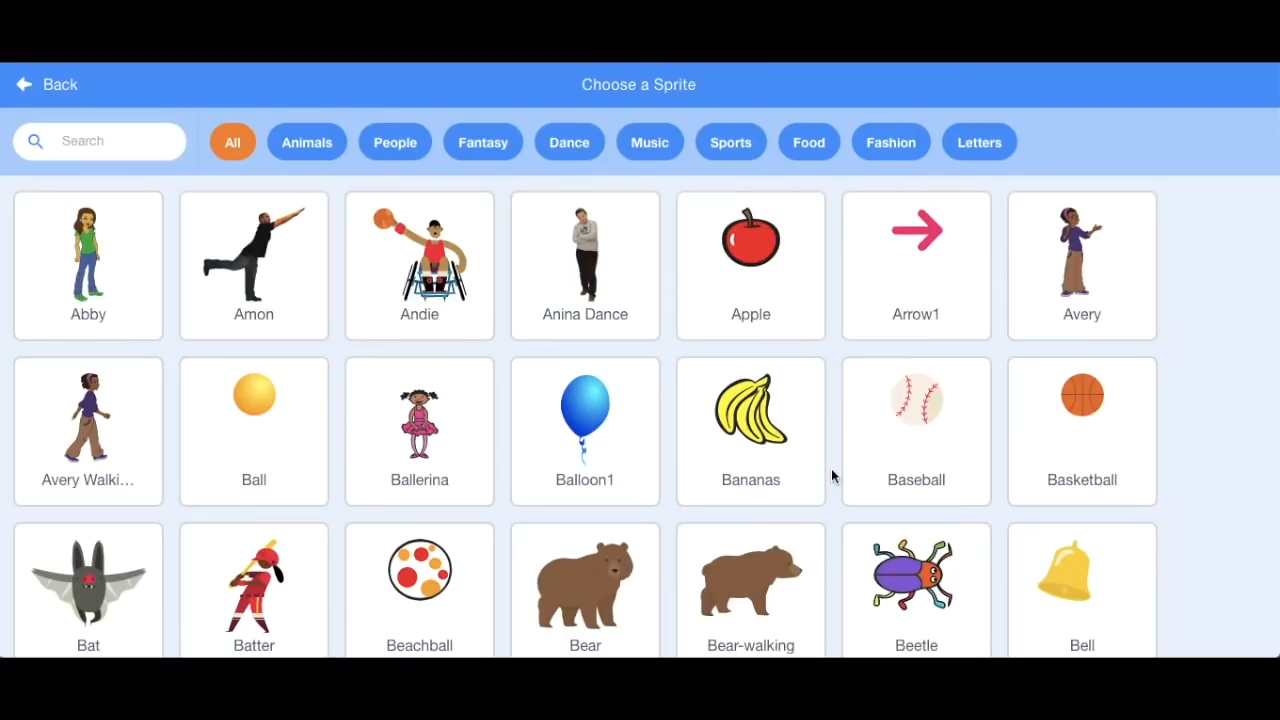 Back
Choose a Sprite
Search
All
Animals
People
Fantasy
Dance
Music
Sports
Food
Fashion
Letters
Abby
Amon
Andie
Anina Dance
Apple
Arrow1
Avery
Avery Walki...
Ball
Ballerina
Balloon1
Bananas
Baseball
Basketball
Bat
Batter
Beachball
Bear
Bear-walking
Beetle
Bell